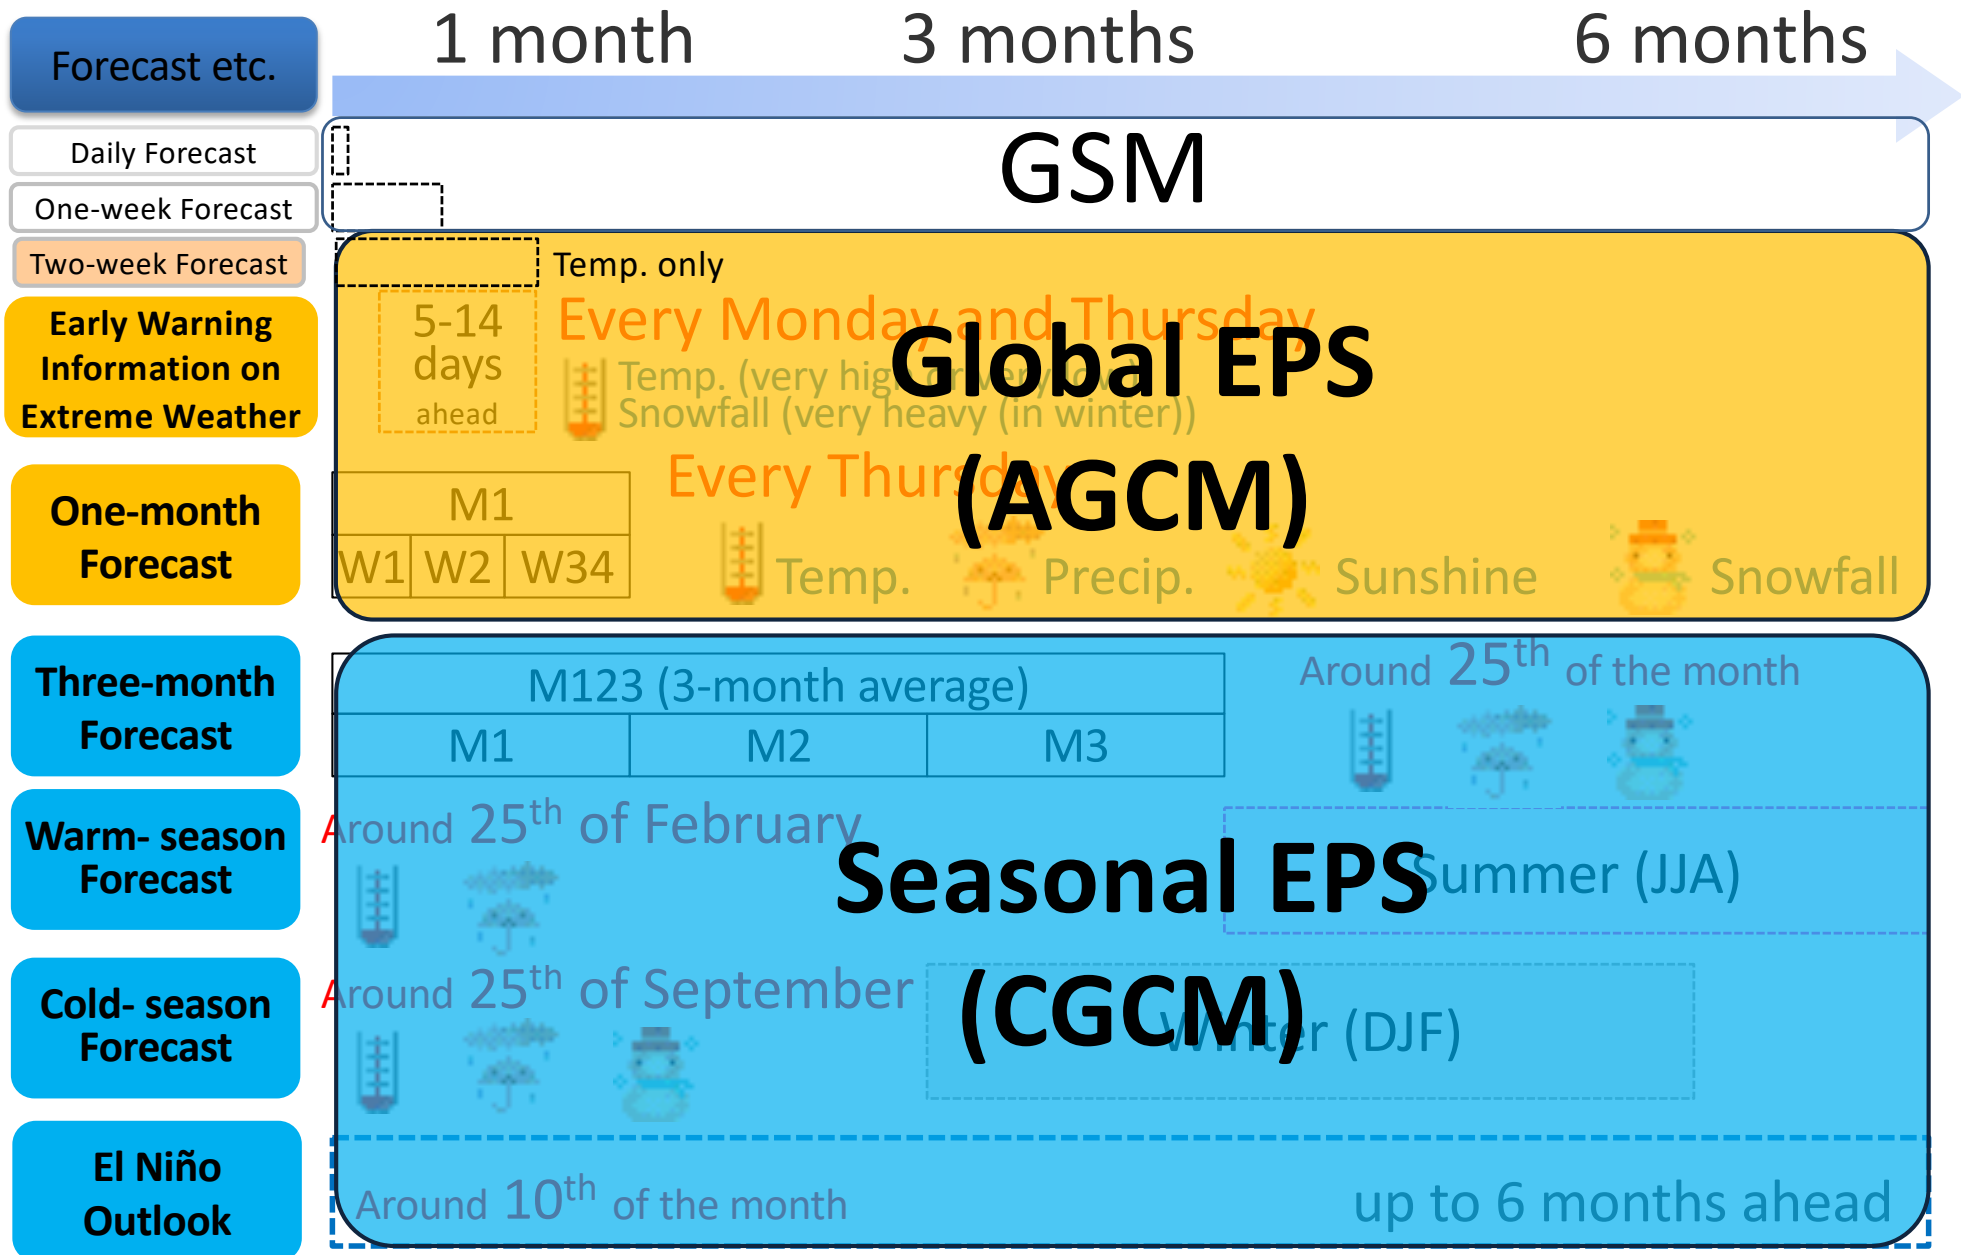 Forecast etc.
1 month
3 months
6 months
Daily Forecast
GSM
One-week Forecast
Two-week Forecast
Temp. only
Early Warning
Information on
Extreme Weather
5-14
days
ahead
Every Monday and Thursday
Temp. (very high or very low)
Snowfall (very heavy (in winter))
Global EPS
(AGCM)
One-month
Forecast
M1
W1 W2 W34
Every Thursday
Temp.
Precip.
Sunshine
Snowfall
Three-month
Forecast
M123 (3-month average)
M1 M2 M3
Around 25th of the month
Warm- season
Forecast
Around 25th of February
Summer (JJA)
Seasonal EPS
(CGCM)
Cold- season
Forecast
Around 25th of September
Winter (DJF)
El Niño
Outlook
Around 10th of the month
up to 6 months ahead